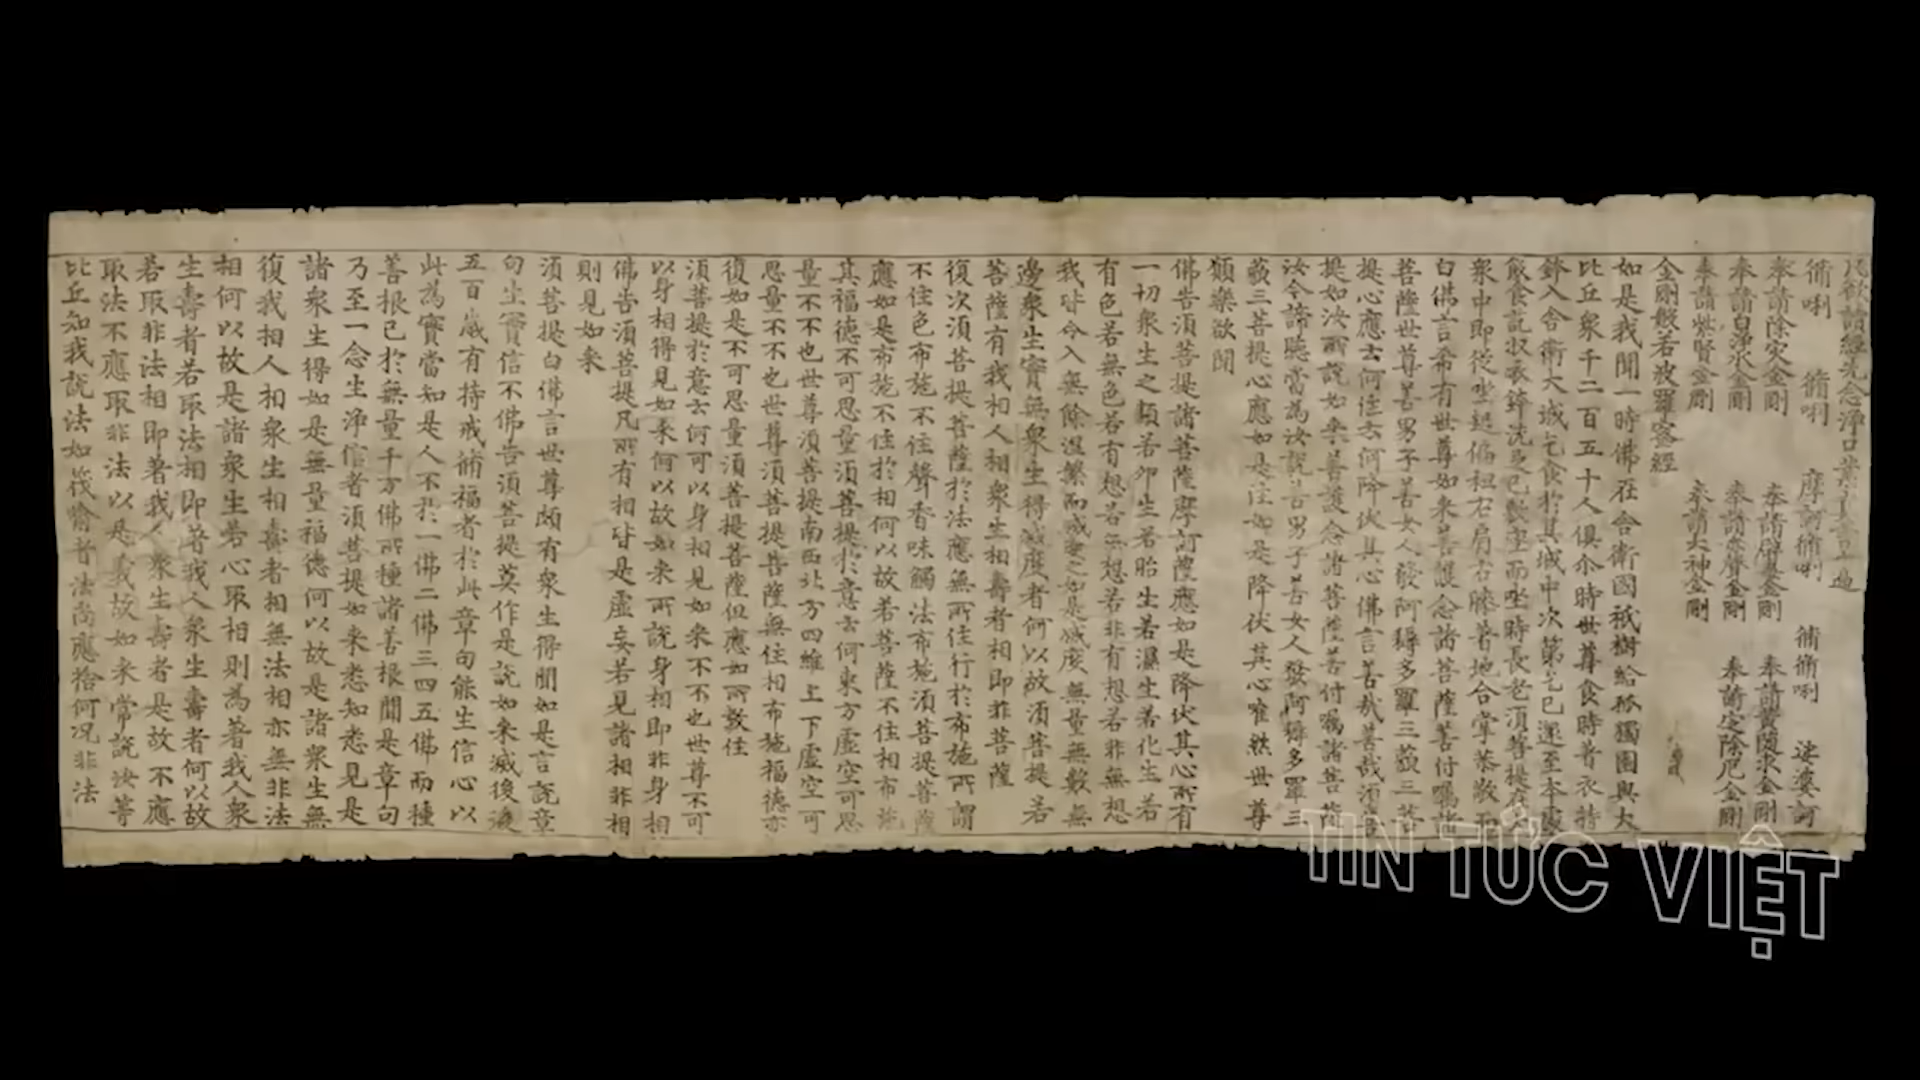 凡欲讀經先念淨口業真言一遍
脩唎 脩唎 摩訶脩唎 脩脩唎 娑婆訶
奉請除灾金剛 奉請辟毒金剛 奉請黃隨求金剛
奉請白淨水金剛 奉請赤聲金剛 奉請定除厄金剛
奉請紫賢金剛 奉請大神金剛
金剛般若波羅蜜經
如是我聞一時佛在舍衛國祇樹給孤獨園與大
比丘衆千二百五十人俱尒時世尊食時著衣持
鉢入舍衛大城乞食於其城中次第乞已還至本處
飯食訖収衣鉢洗足已敷座而坐時長老須菩提在大
衆中即從坐起偏袒右肩右膝著地合掌恭敬而
白佛言希有世尊如来善護念諸菩薩善付囑諸
菩薩世尊善男子善女人發阿耨多羅三藐三菩
提心應云何住云何降伏其心佛言善哉善哉須菩
提如汝所說如来善護念諸菩薩善付囑諸菩薩
汝今諦聽當為汝說善男子善女人發阿耨多羅三
藐三菩提心應如是住如是降伏其心唯然世尊
願樂欲聞
佛告須菩提諸菩薩摩訶薩應如是降伏其心所有
一切衆生之類若卵生若胎生若濕生若化生若
有色若無色若有想若無想若非有想若非無想
我皆令入無餘涅槃而滅度之如是滅度無量無數無
邊衆生實無衆生得滅度者何以故須菩提若
菩薩有我相人相衆生相壽者相即非菩薩
復次須菩提菩薩於法應無所住行於布施所謂
不住色布施不住聲香味觸法布施須菩提菩薩
應如是布施不住於相何以故若菩薩不住相布施
其福德不可思量須菩提於意云何東方虛空可思
量不不也世尊須菩提南西北方四維上下虛空可
思量不不也世尊須菩提菩薩無住相布施福德亦
復如是不可思量須菩提菩薩但應如所教住
須菩提於意云何可以身相見如来不不也世尊不可
以身相得見如来何以故如来所說身相即非身相
佛告須菩提凡所有相皆是虛妄若見諸相非相
則見如来
須菩提白佛言世尊頗有衆生得聞如是言說章
句生實信不佛告須菩提莫作是說如来滅後後
五百歲有持戒脩福者於此章句能生信心以
此為實當知是人不於一佛二佛三四五佛而種
善根已於無量千万佛所種諸善根聞是章句
乃至一念生淨信者須菩提如来悉知悉見是
諸衆生得如是無量福德何以故是諸衆生無
復我相人相衆生相壽者相無法相亦無非法
相何以故是諸衆生若心取相則為著我人衆
生壽者若取法相即著我人衆生壽者何以故
若取非法相即著我人衆生壽者是故不應
取法不應取非法以是義故如来常說汝等
比丘知我說法如筏喻者法尚應捨何况非法
TIN TỨC VIỆT